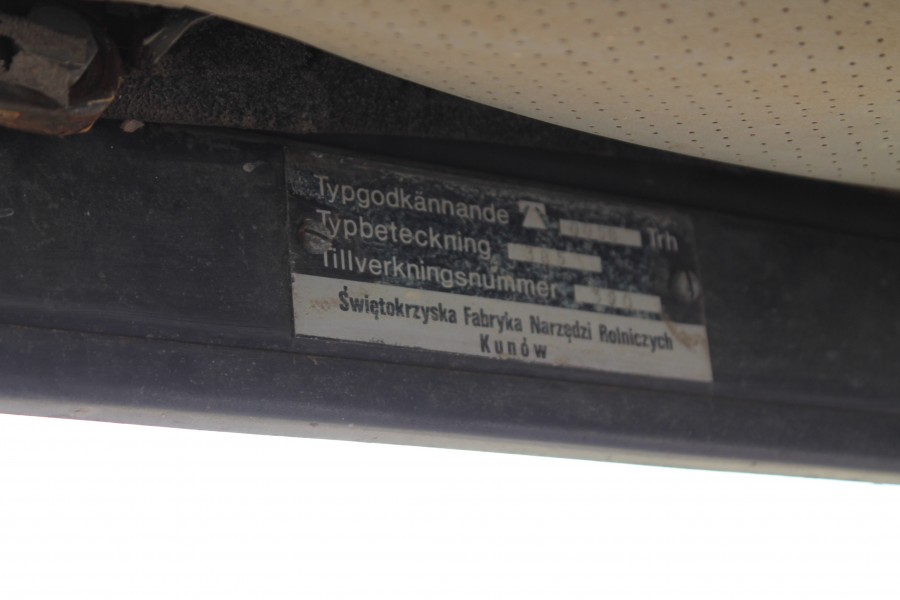 Typgodkännande Trh
Typbeteckning
Tillverkningsnummer
Świętokrzyska Fabryka Narzędzi Rolniczych
Kunów